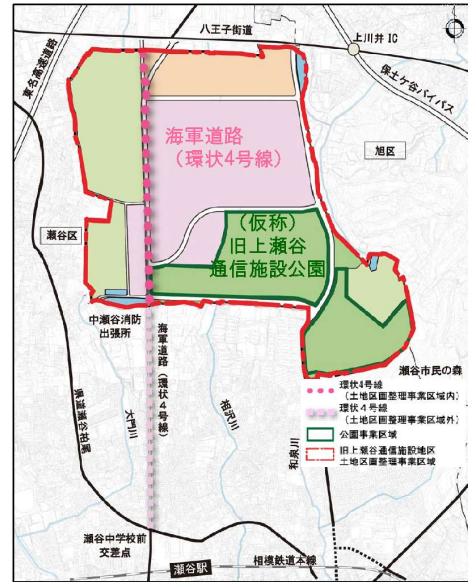 八王子街道
上川井 IC
東名高速道路
保土ケ谷バイパス
海軍道路
（環状4号線）
旭区
（仮称）
旧上瀬谷
通信施設公園
瀬谷区
中瀬谷消防
出張所
海軍道路（環状4号線）
瀬谷市民の森
県道瀬谷柏尾
大門川
相沢川
和泉川
環状4号線
（土地区画整理事業区域内）
環状４号線
（土地区画整理事業区域外）
公園事業区域
旧上瀬谷通信施設地区
土地区画整理事業区域
瀬谷中学校前
交差点
瀬谷駅
相模鉄道本線